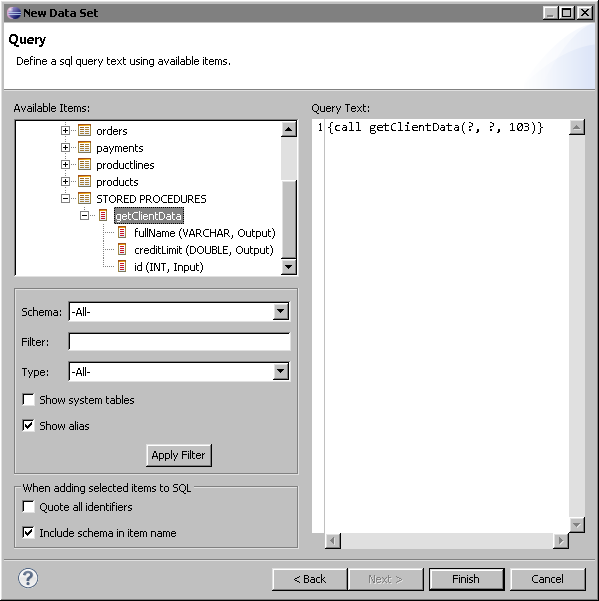 New Data Set
Query
Define a sql query text using available items.
Available Items:
orders
payments
productlines
products
STORED PROCEDURES
getClientData
fullName (VARCHAR, Output)
creditLimit (DOUBLE, Output)
id (INT, Input)
Schema: -All-
Filter:
Type: -All-
Show system tables
Show alias
Apply Filter
When adding selected items to SQL
Quote all identifiers
Include schema in item name
Query Text:
1 {call getClientData(?, ?, 103)}
? < Back Next > Finish Cancel